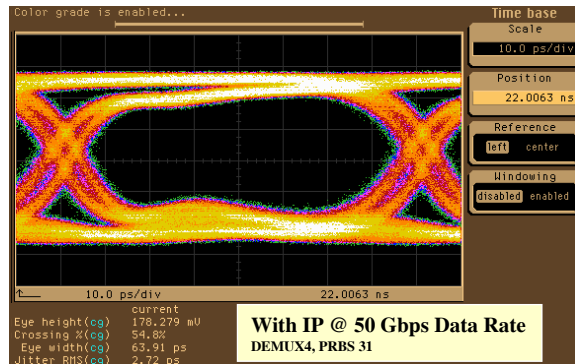 Color grade is enabled...
Time base
Scale
10.0 ps/div
Position
22.0063 ns
Reference
left center
Windowing
disabled enabled
10.0 ps/div 22.0063 ns
current
Eye height(cg) 178.279 mU
Crossing %(cg) 54.8%
Eye width(cg) 63.91 ps
Jitter RMS(cg) 2.72 ps
With IP @ 50 Gbps Data Rate
DEMUX4, PRBS 31